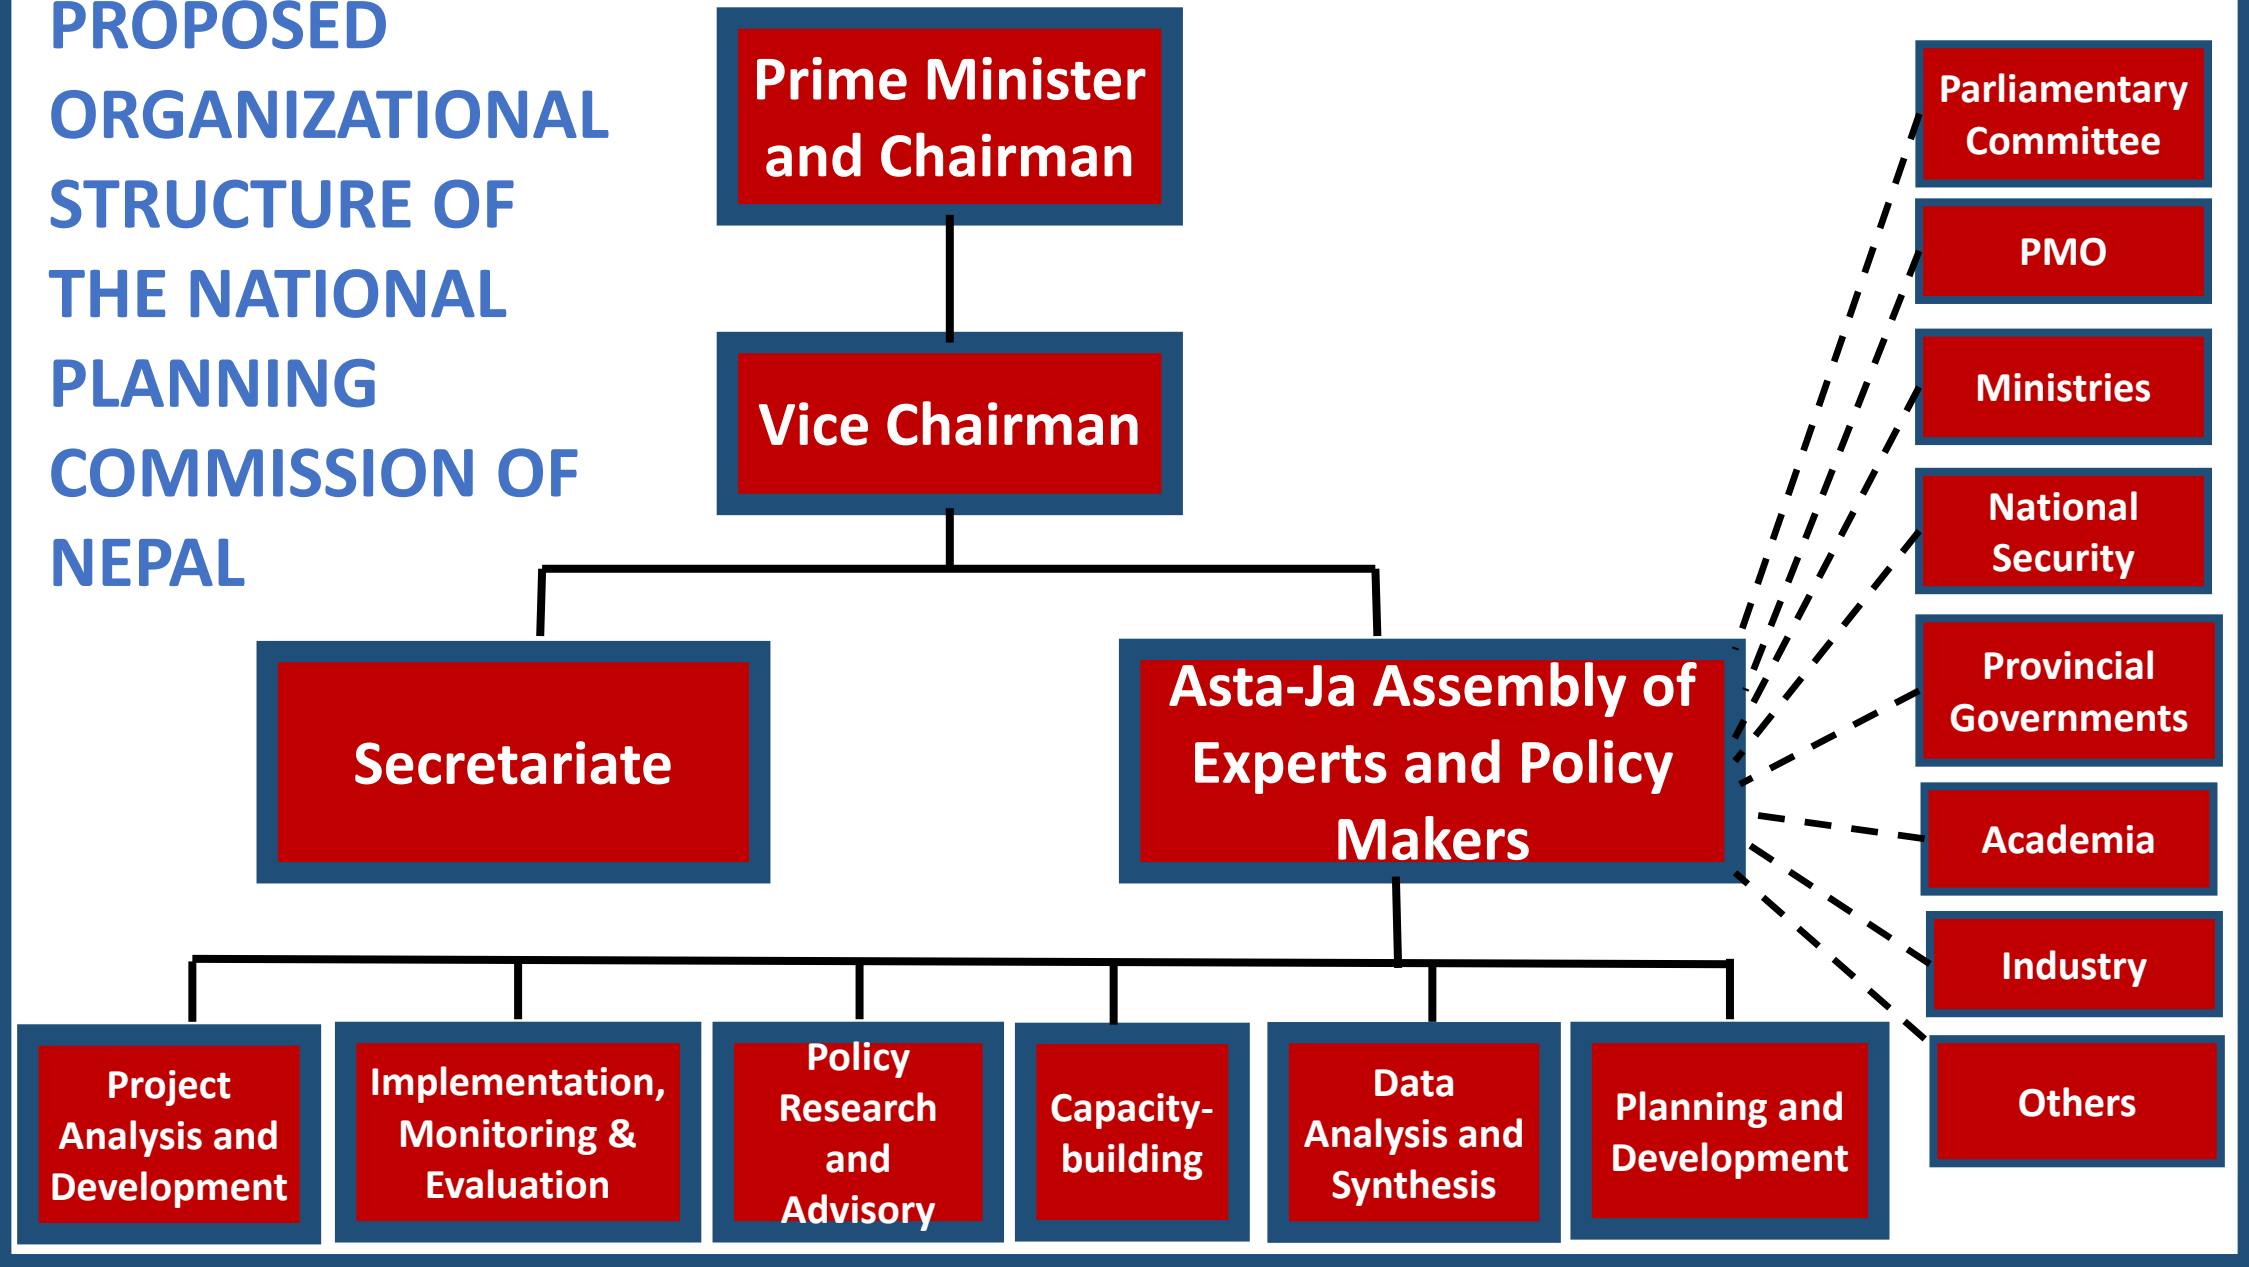 PROPOSED
ORGANIZATIONAL
STRUCTURE OF
THE NATIONAL
PLANNING
COMMISSION OF
NEPAL
Prime Minister
and Chairman
Vice Chairman
Secretariate
Asta-Ja Assembly of
Experts and Policy
Makers
Parliamentary
Committee
PMO
Ministries
National
Security
Provincial
Governments
Academia
Industry
Others
Project
Analysis and
Development
Implementation,
Monitoring &
Evaluation
Policy
Research
and
Advisory
Capacity-
building
Data
Analysis and
Synthesis
Planning and
Development